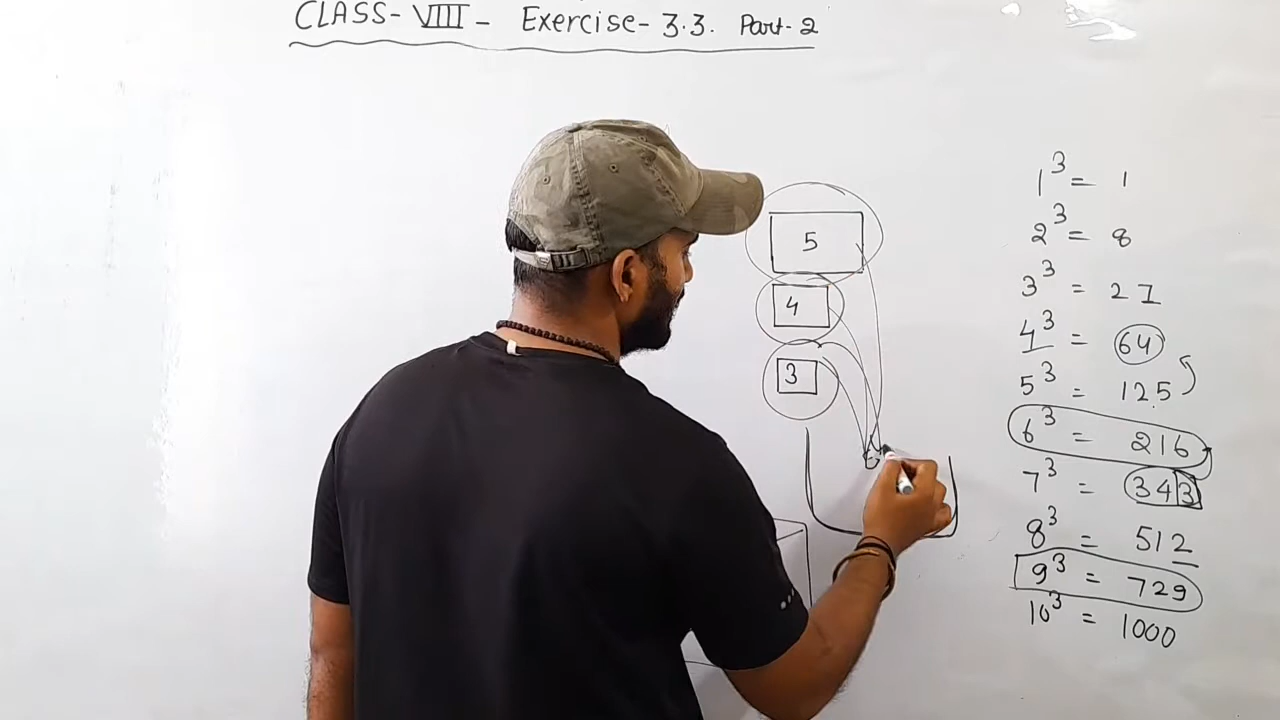 CLASS-VIII- Exercise-3.3. Part-2
5
4
3
1³ = 1
2³ = 8
3³ = 27
4³ = 64
5³ = 125
6³ = 216
7³ = 343
8³ = 512
9³ = 729
10³ = 1000